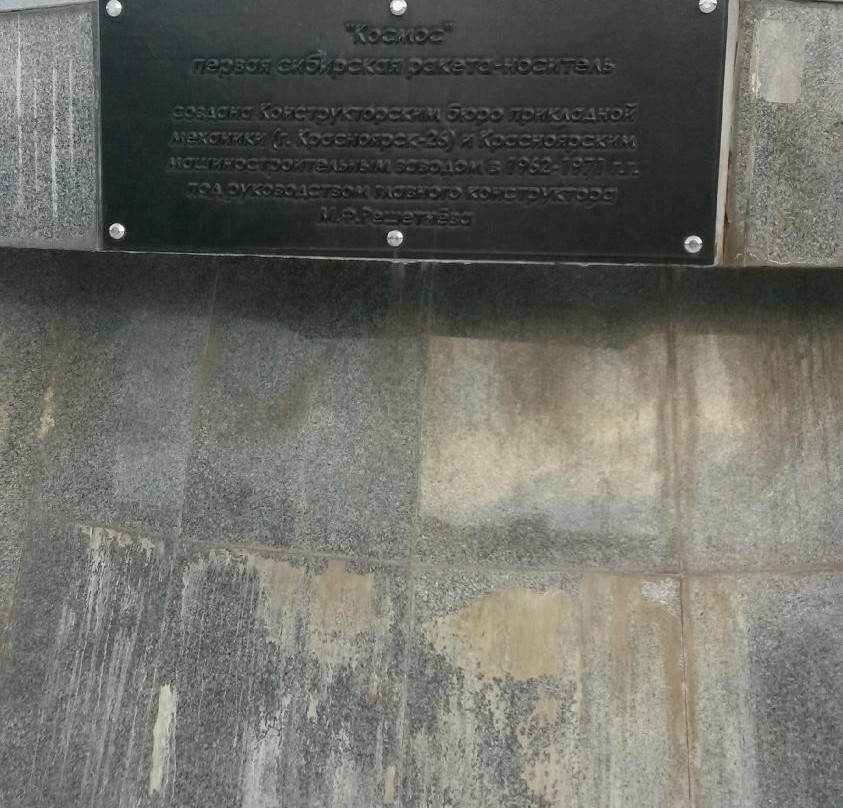 "Космос"
первая сибирская ракета-носитель
создана Конструкторским бюро прикладной
механики (г. Красноярск-26) и Красноярским
машиностроительным заводом в 1962-1971 г.г.
под руководством главного конструктора
М.Ф.Решетнёва